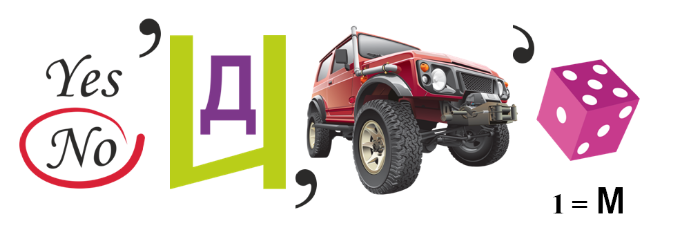 Yes
No
’
И
Д
,
,
1 = М